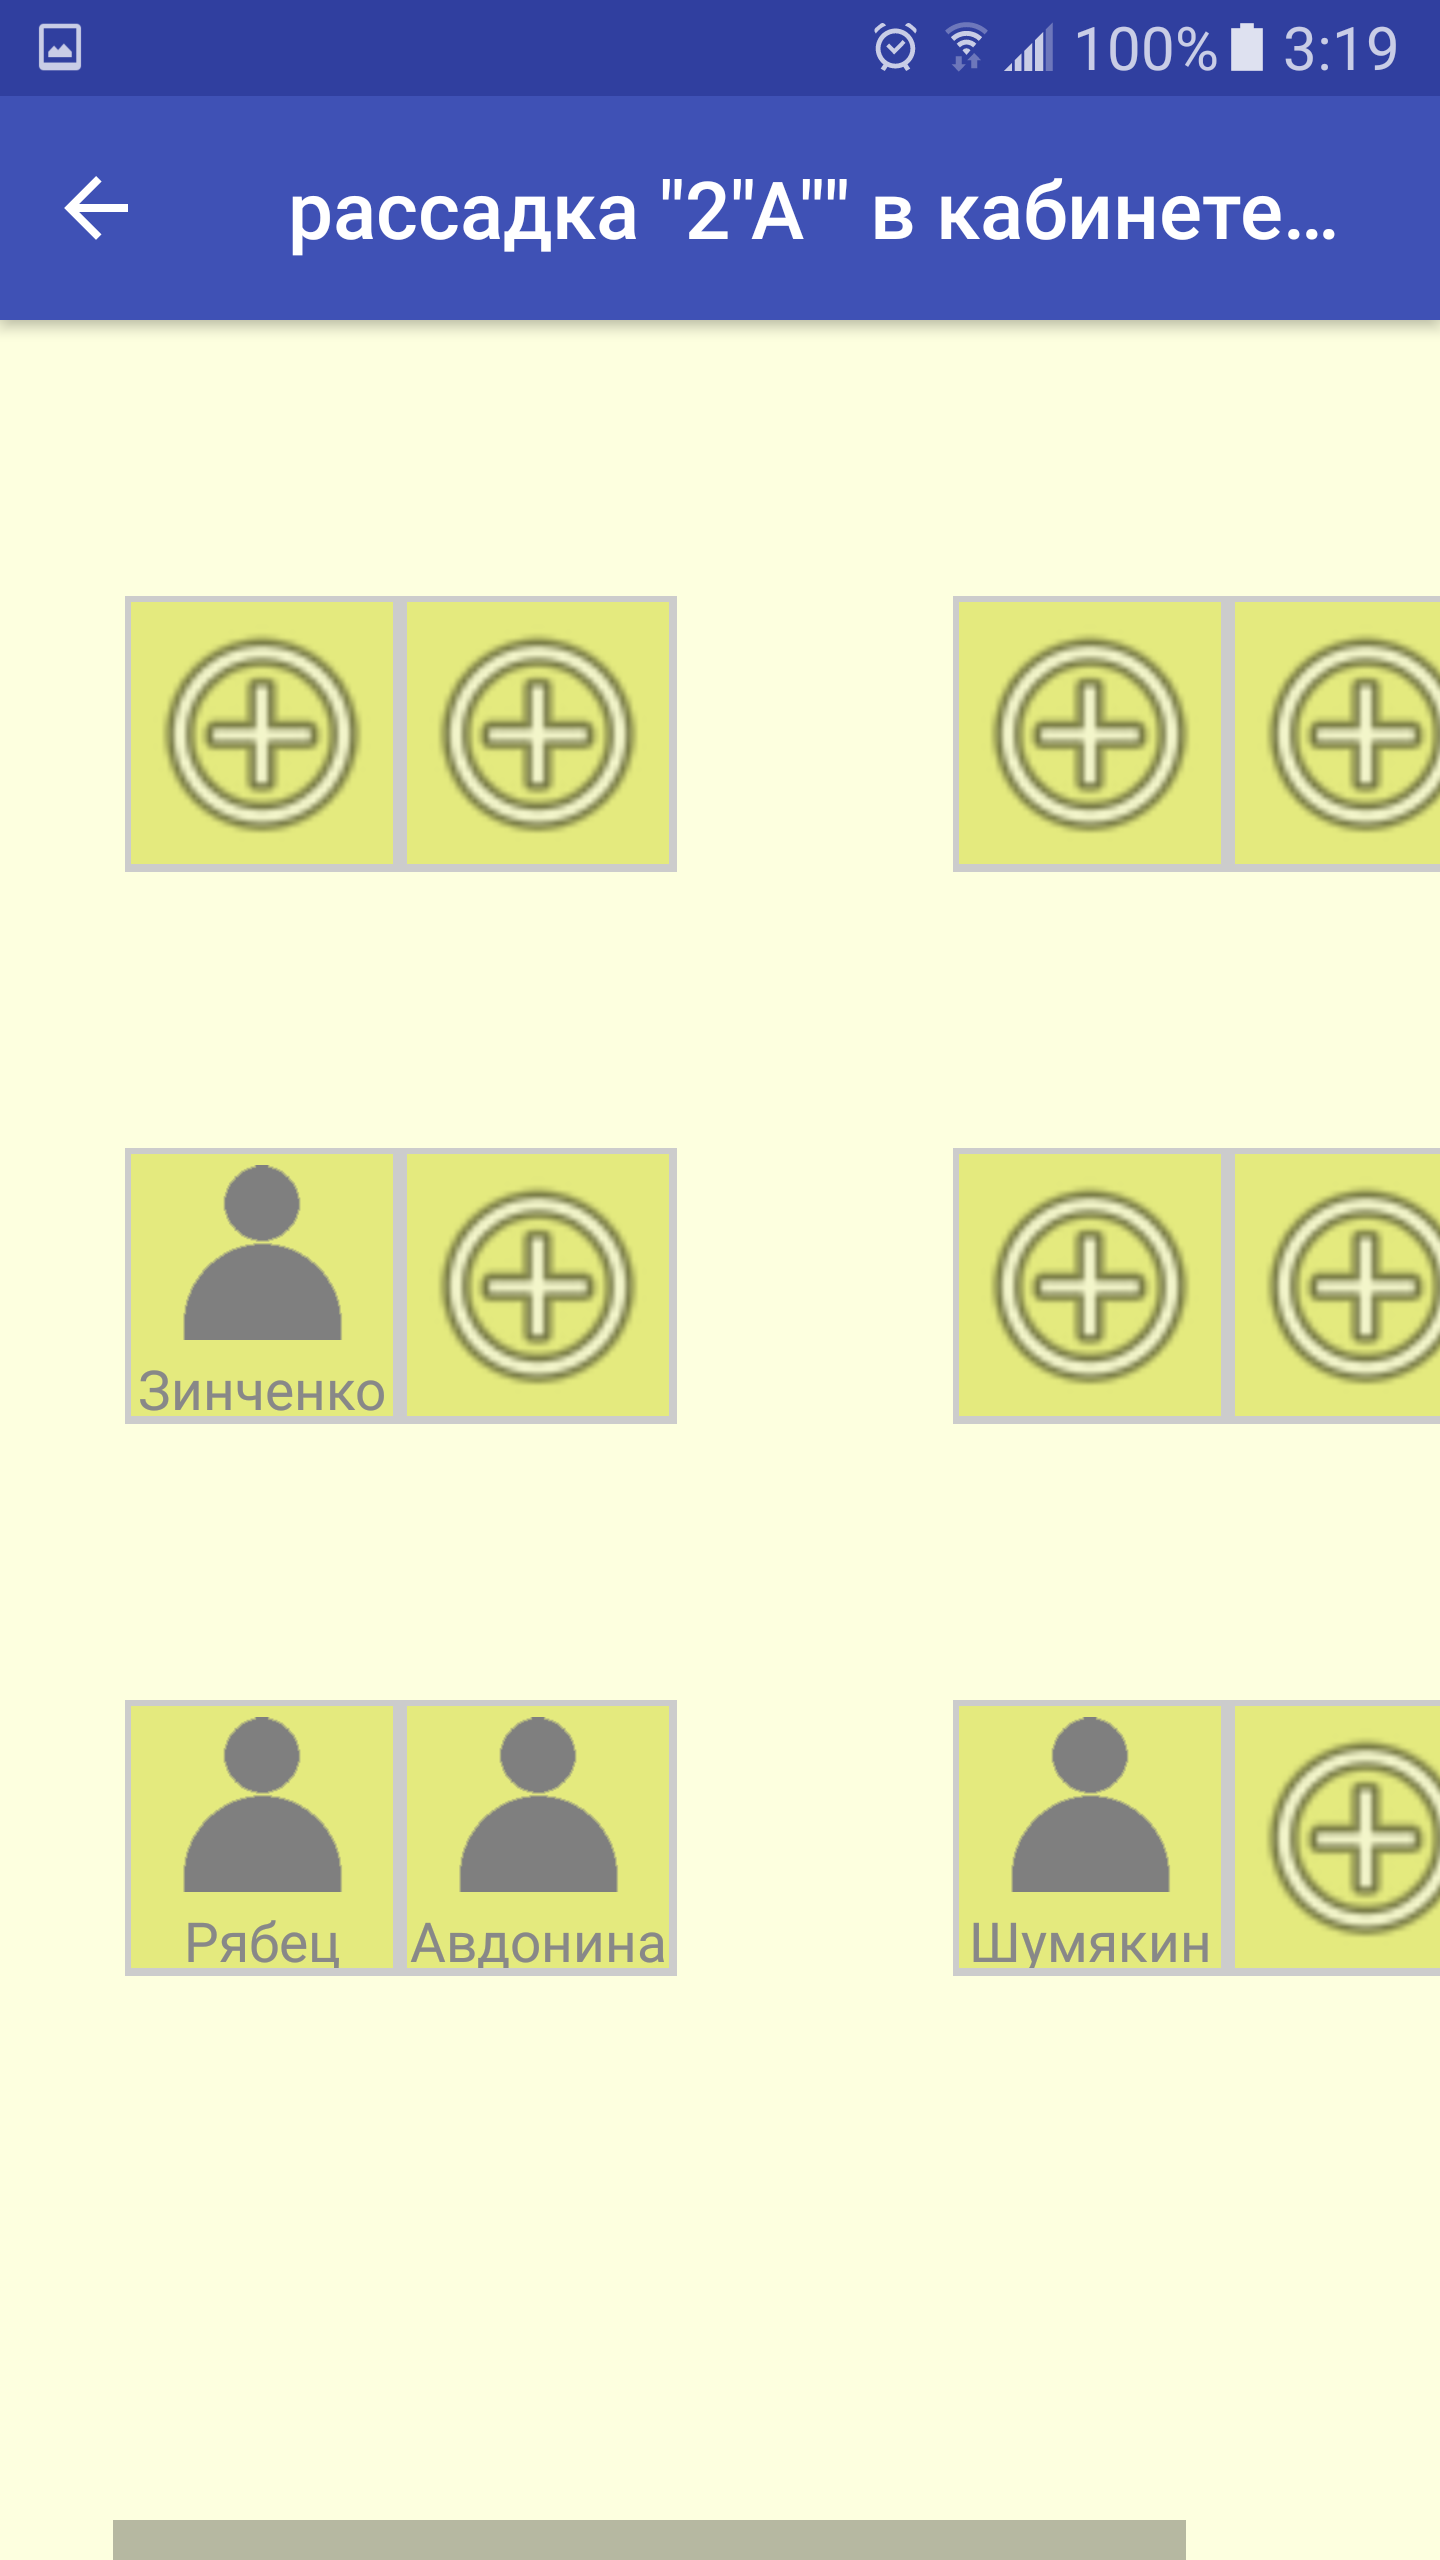 100% 3:19
рассадка "2"А"" в кабинете...
Зинченко
Рябец Авдонина Шумякин